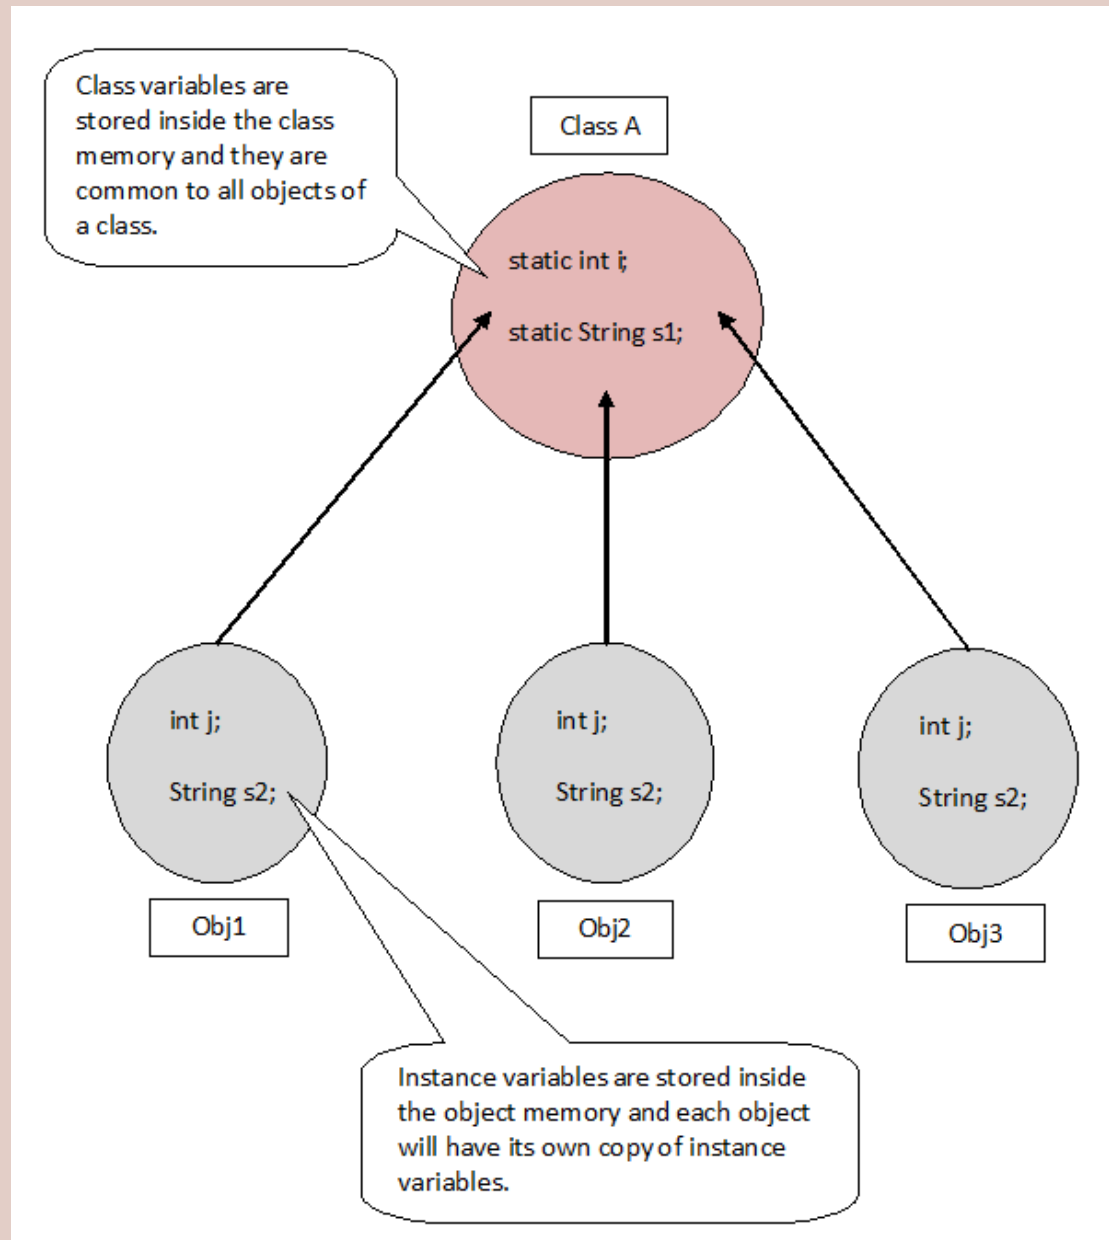 Class variables are
stored inside the class
memory and they are
common to all objects of
a class.
Class A
static int i;
static String s1;
int j;
String s2;
Obj1
int j;
String s2;
Obj2
int j;
String s2;
Obj3
Instance variables are stored inside
the object memory and each object
will have its own copy of instance
variables.